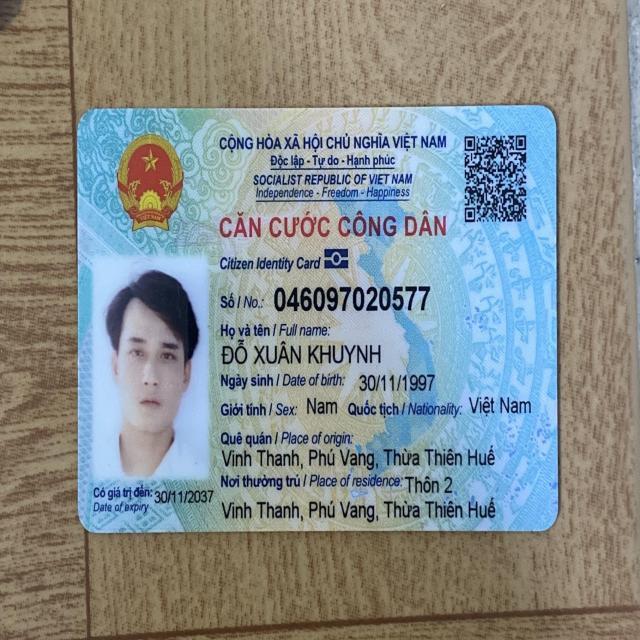 CỘNG HÒA XÃ HỘI CHỦ NGHĨA VIỆT NAM
Độc lập - Tự do - Hạnh phúc
SOCIALIST REPUBLIC OF VIET NAM
Independence - Freedom - Happiness
CĂN CƯỚC CÔNG DÂN
Citizen Identity Card
Số / No.: 046097020577
Họ và tên / Full name:
ĐỖ XUÂN KHUYNH
Ngày sinh / Date of birth: 30/11/1997
Giới tính / Sex: Nam Quốc tịch / Nationality: Việt Nam
Quê quán / Place of origin:
Vinh Thanh, Phú Vang, Thừa Thiên Huế
Nơi thường trú / Place of residence: Thôn 2
Vinh Thanh, Phú Vang, Thừa Thiên Huế
Có giá trị đến: 30/11/2037
Date of expiry
VIỆT NAM